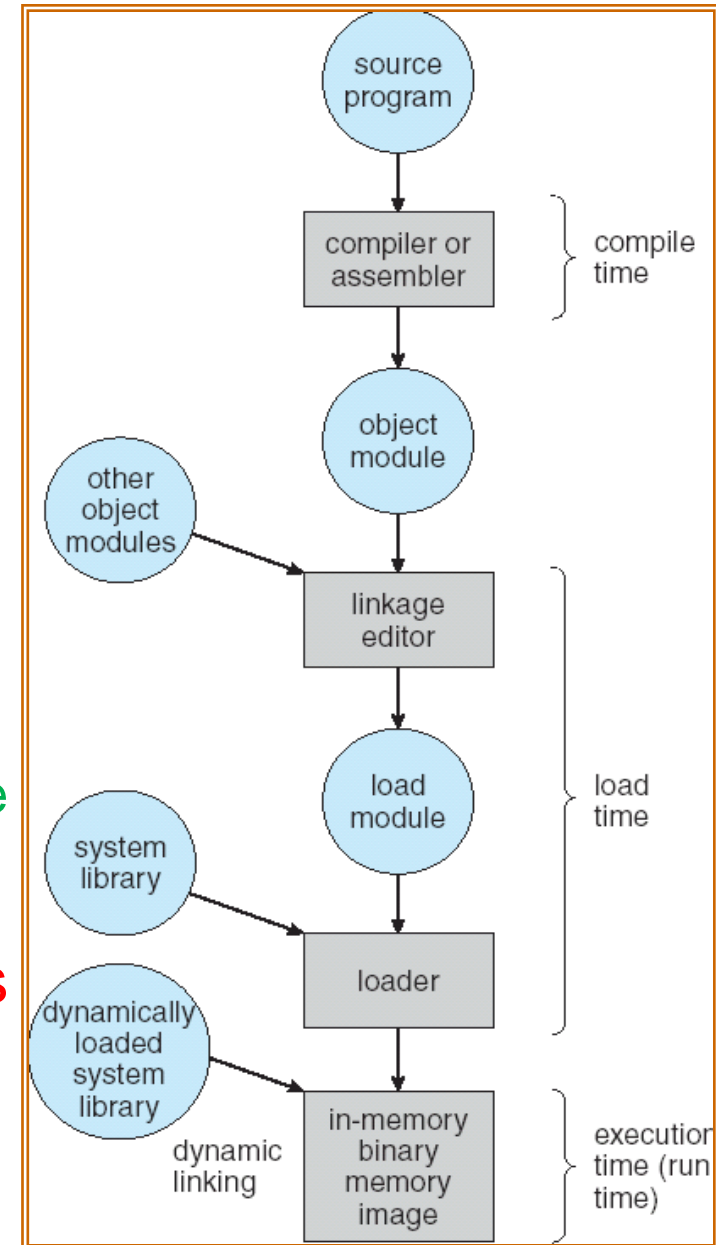 source
program
compiler or
assembler
compile
time
object
module
other
object
modules
linkage
editor
load
module
load
time
e
system
library
s
loader
dynamically
loaded
system
library
dynamic
linking
in-memory
binary
memory
image
execution
time (run
time)